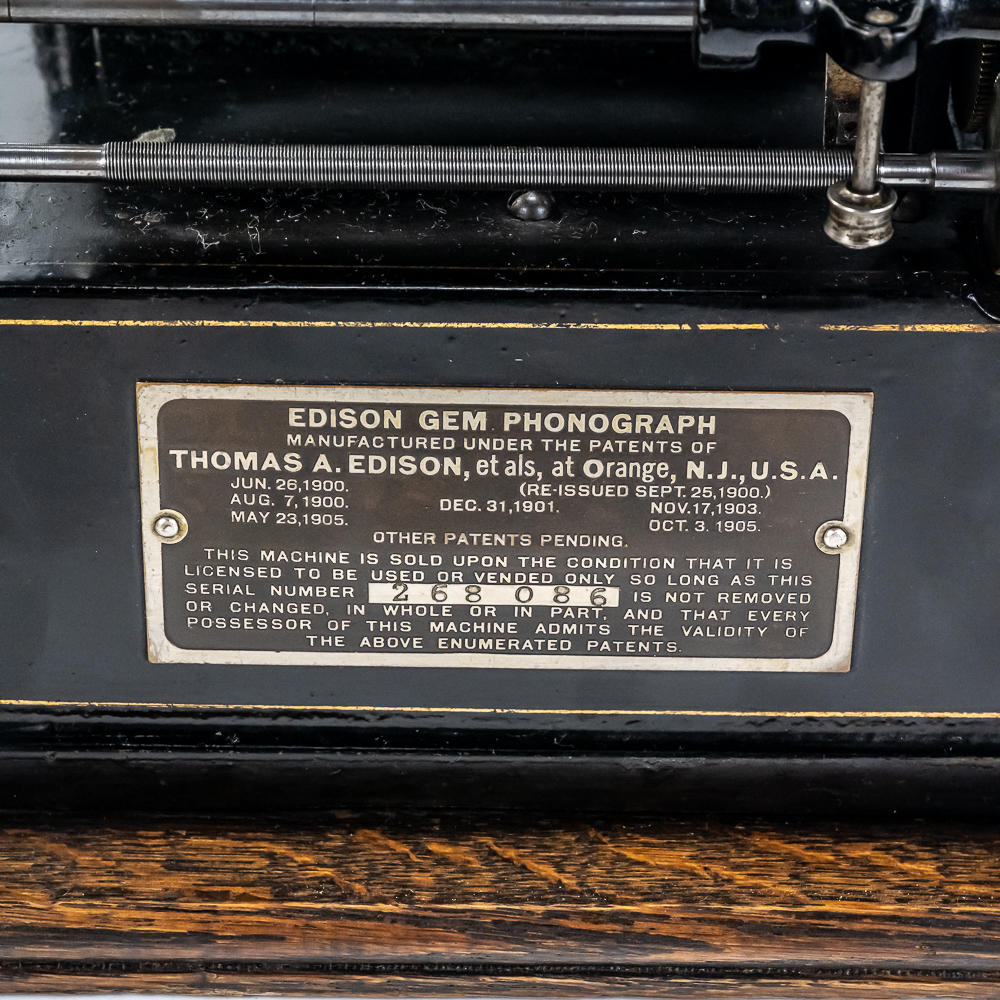 EDISON GEM PHONOGRAPH
MANUFACTURED UNDER THE PATENTS OF
THOMAS A. EDISON, et als, at Orange, N.J., U.S.A.
JUN. 26,1900. (RE-ISSUED SEPT. 25,1900.)
AUG. 7, 1900. DEC. 31,1901. NOV.17,1903.
MAY 23,1905. OCT. 3. 1905.
OTHER PATENTS PENDING.
THIS MACHINE IS SOLD UPON THE CONDITION THAT IT IS
LICENSED TO BE USED OR VENDED ONLY SO LONG AS THIS
SERIAL NUMBER 268086 IS NOT REMOVED
OR CHANGED, IN WHOLE OR IN PART, AND THAT EVERY
POSSESSOR OF THIS MACHINE ADMITS THE VALIDITY OF
THE ABOVE ENUMERATED PATENTS.